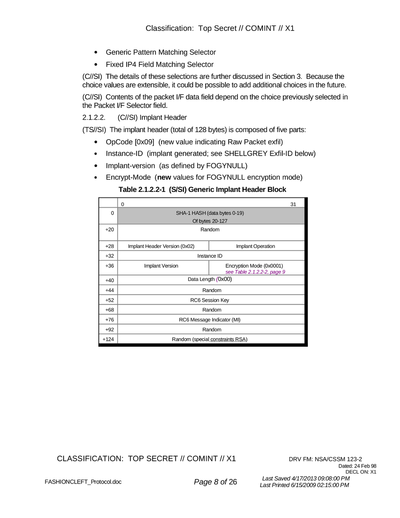 Classification:  Top Secret // COMINT // X1
• Generic Pattern Matching Selector
• Fixed IP4 Field Matching Selector
(C//SI)  The details of these selections are further discussed in Section 3.  Because the
choice values are extensible, it could be possible to add additional choices in the future.
(C//SI)  Contents of the packet I/F data field depend on the choice previously selected in
the Packet I/F Selector field.
2.1.2.2.  (C//SI) Implant Header
(TS//SI)  The implant header (total of 128 bytes) is composed of five parts:
• OpCode [0x09]  (new value indicating Raw Packet exfil)
• Instance-ID  (implant generated; see SHELLGREY Exfil-ID below)
• Implant-version  (as defined by FOGYNULL)
• Encrypt-Mode  (new values for FOGYNULL encryption mode)
Table 2.1.2.2-1  (S//SI) Generic Implant Header Block
0 31
0 SHA-1 HASH (data bytes 0-19)
Of bytes 20-127
+20 Random
+28 Implant Header Version (0x02) Implant Operation
+32 Instance ID
+36 Implant Version Encryption Mode (0x0001)
see Table 2.1.2.2-2, page 9
+40 Data Length (0x00)
+44 Random
+52 RC6 Session Key
+68 Random
+76 RC6 Message Indicator (MI)
+92 Random
+124 Random (special constraints RSA)
CLASSIFICATION:  TOP SECRET // COMINT // X1
DRV FM: NSA/CSSM 123-2
Dated: 24 Feb 98
DECL ON: X1
FASHIONCLEFT_Protocol.doc
Page 8 of 26
Last Saved 4/17/2013 09:08:00 PM
Last Printed 6/15/2009 02:15:00 PM